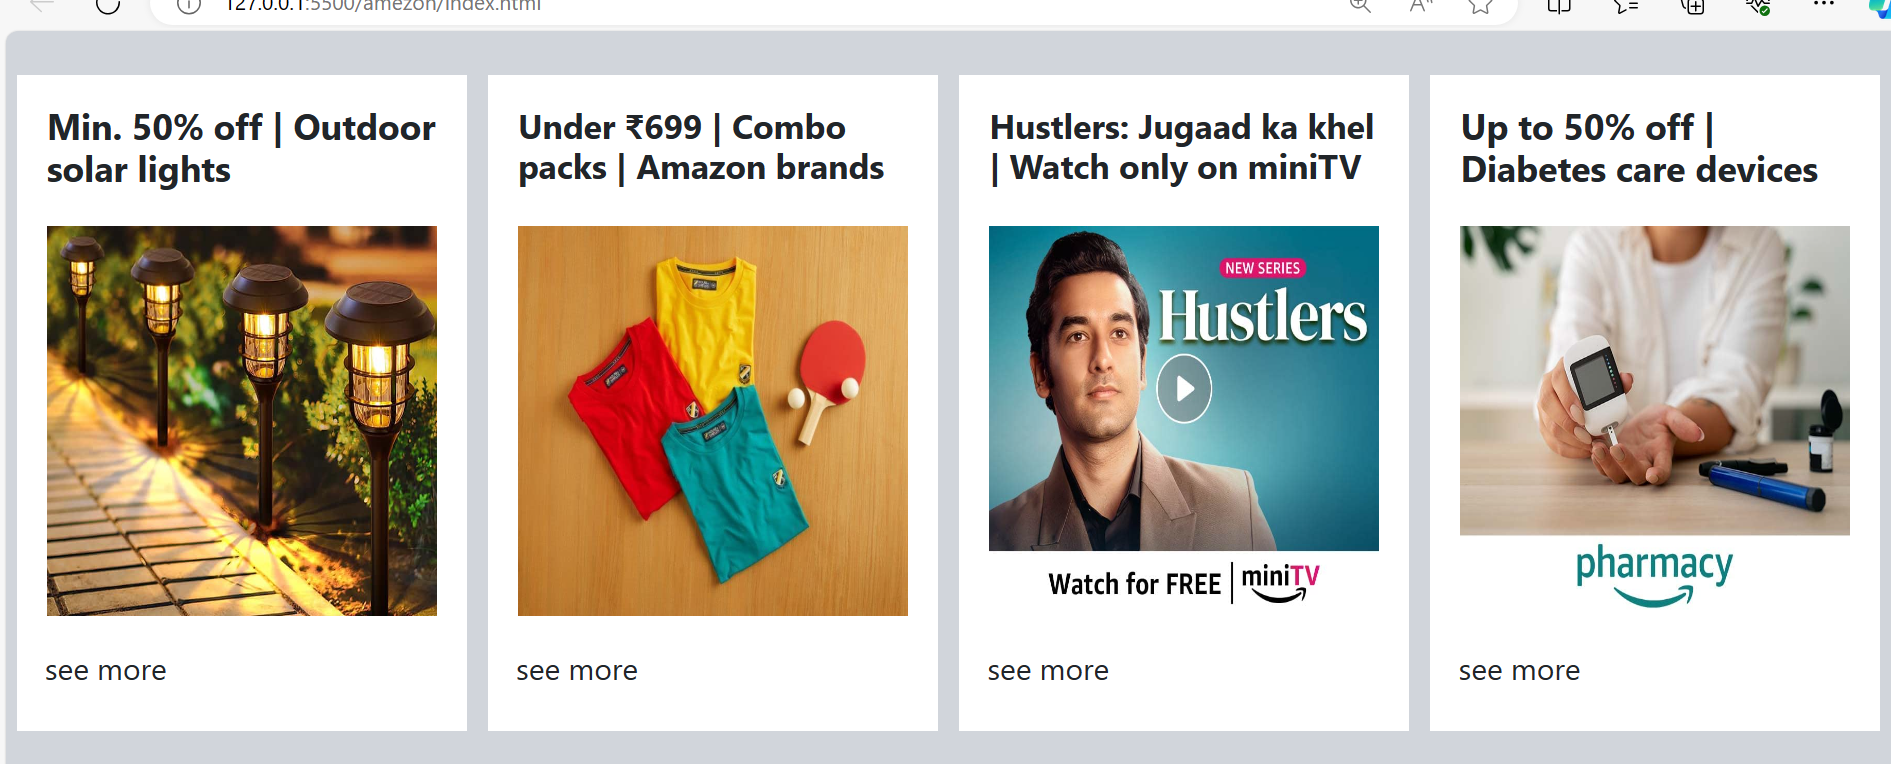 127.0.0.1:5500/amezon/index.html
Min. 50% off | Outdoor
solar lights
see more
Under ₹699 | Combo
packs | Amazon brands
see more
Hustlers: Jugaad ka khel
| Watch only on miniTV
NEW SERIES
Hustlers
Watch for FREE | miniTV
see more
Up to 50% off |
Diabetes care devices
pharmacy
see more